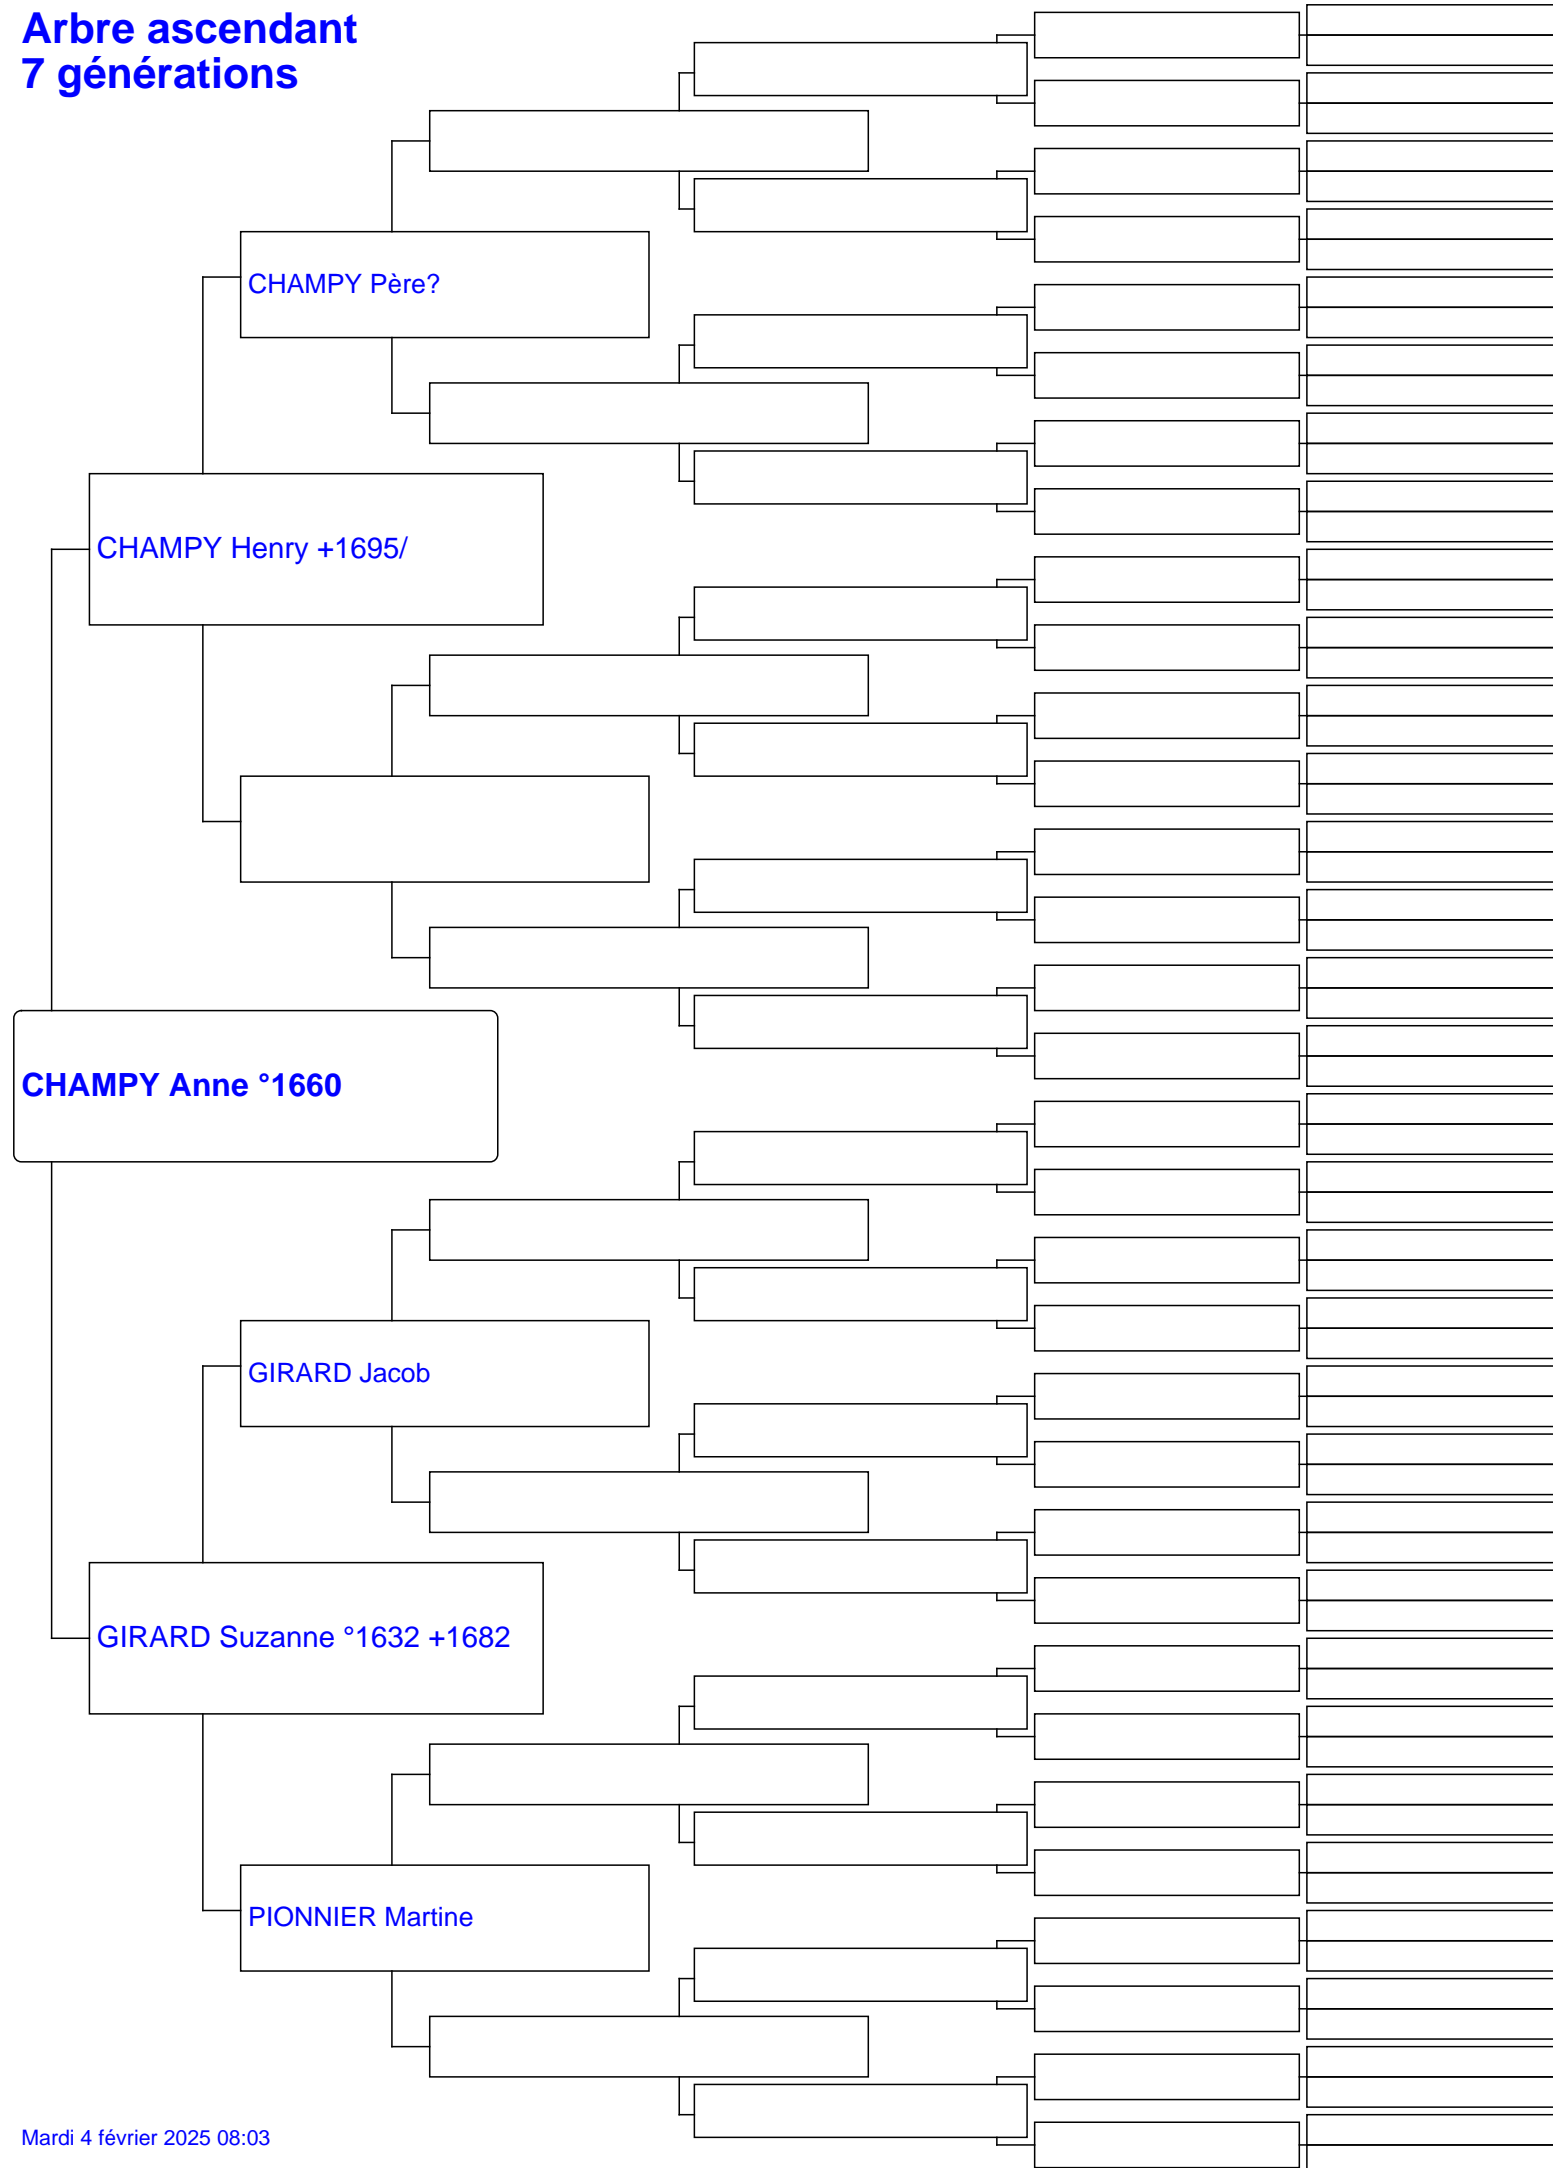 Arbre ascendant
7 générations
CHAMPY Père?
CHAMPY Henry +1695/
CHAMPY Anne °1660
GIRARD Jacob
GIRARD Suzanne °1632 +1682
PIONNIER Martine
Mardi 4 février 2025 08:03